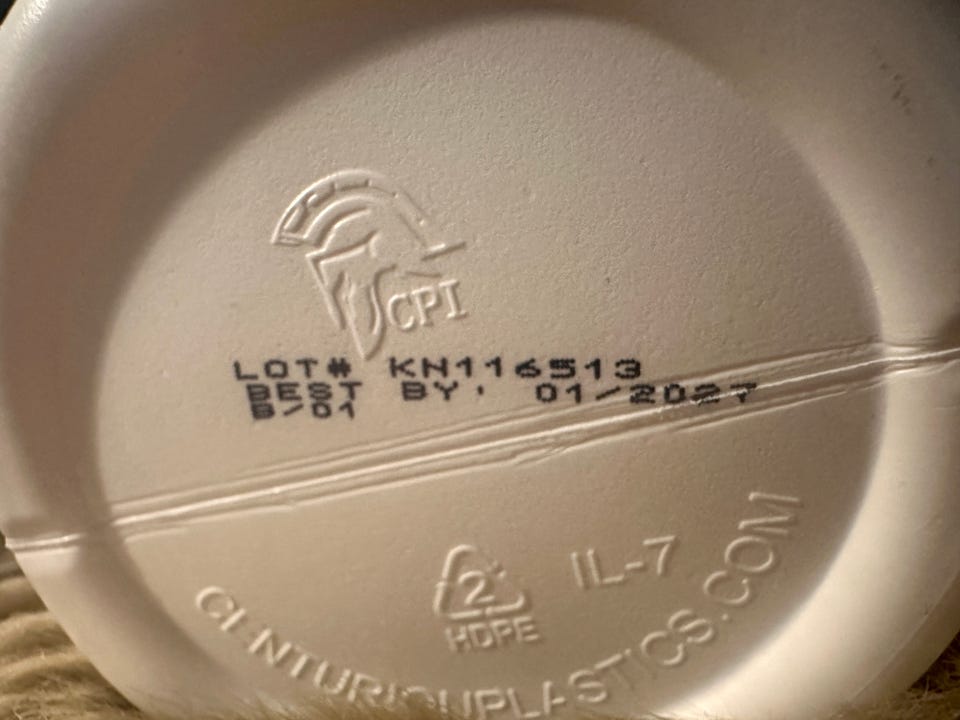 CPI
LOT# KN116513
BEST BY. 01/2027
B/01
IL-7
2
HDPE
CENTURIONPLASTICS.COM